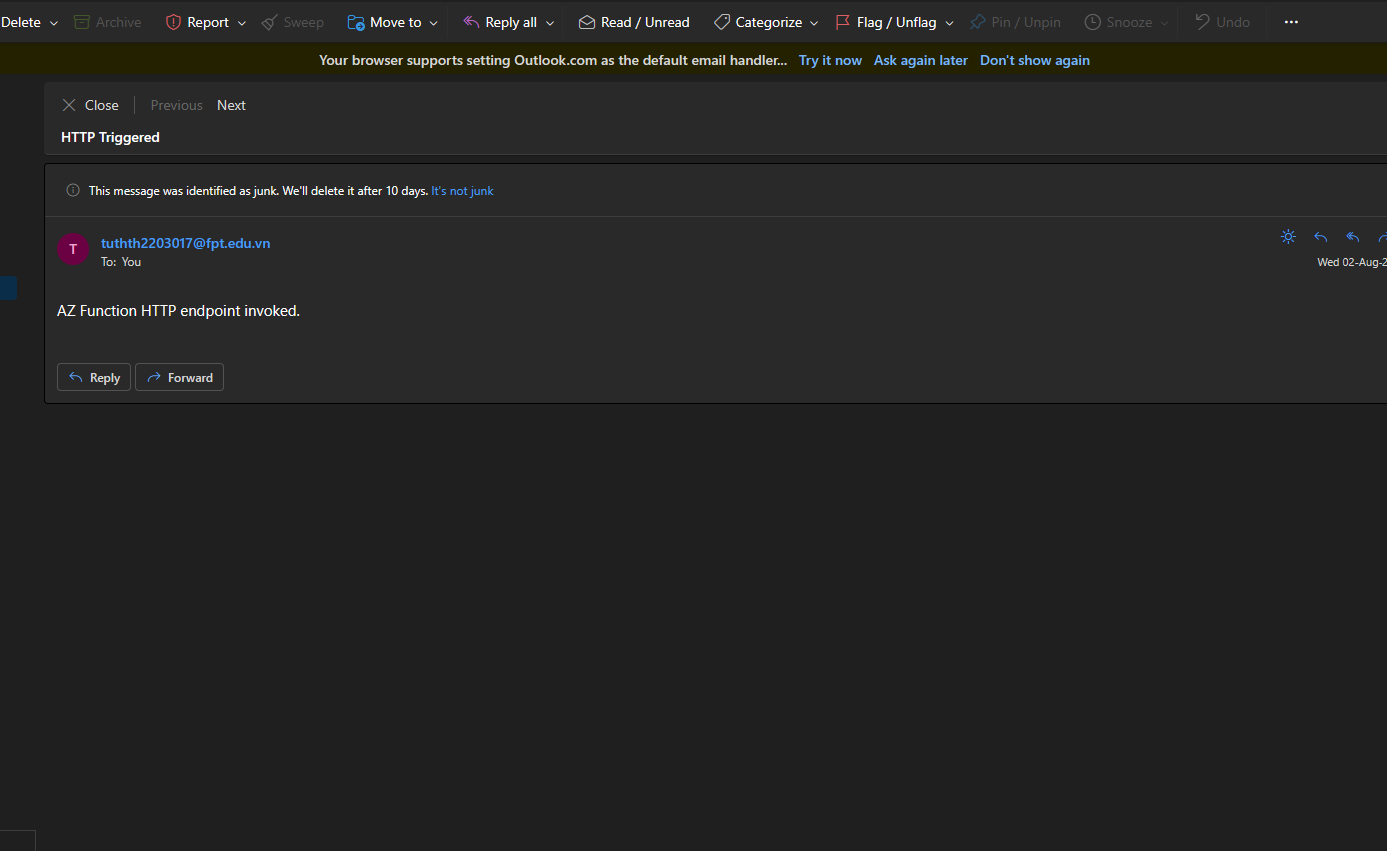 Delete Archive Report Sweep Move to Reply all Read / Unread Categorize Flag / Unflag Pin / Unpin Snooze Undo ...
Your browser supports setting Outlook.com as the default email handler... Try it now Ask again later Don't show again
Close Previous Next
HTTP Triggered
This message was identified as junk. We'll delete it after 10 days. It's not junk
T
tuthth2203017@fpt.edu.vn
To: You
Wed 02-Aug-2
AZ Function HTTP endpoint invoked.
Reply Forward